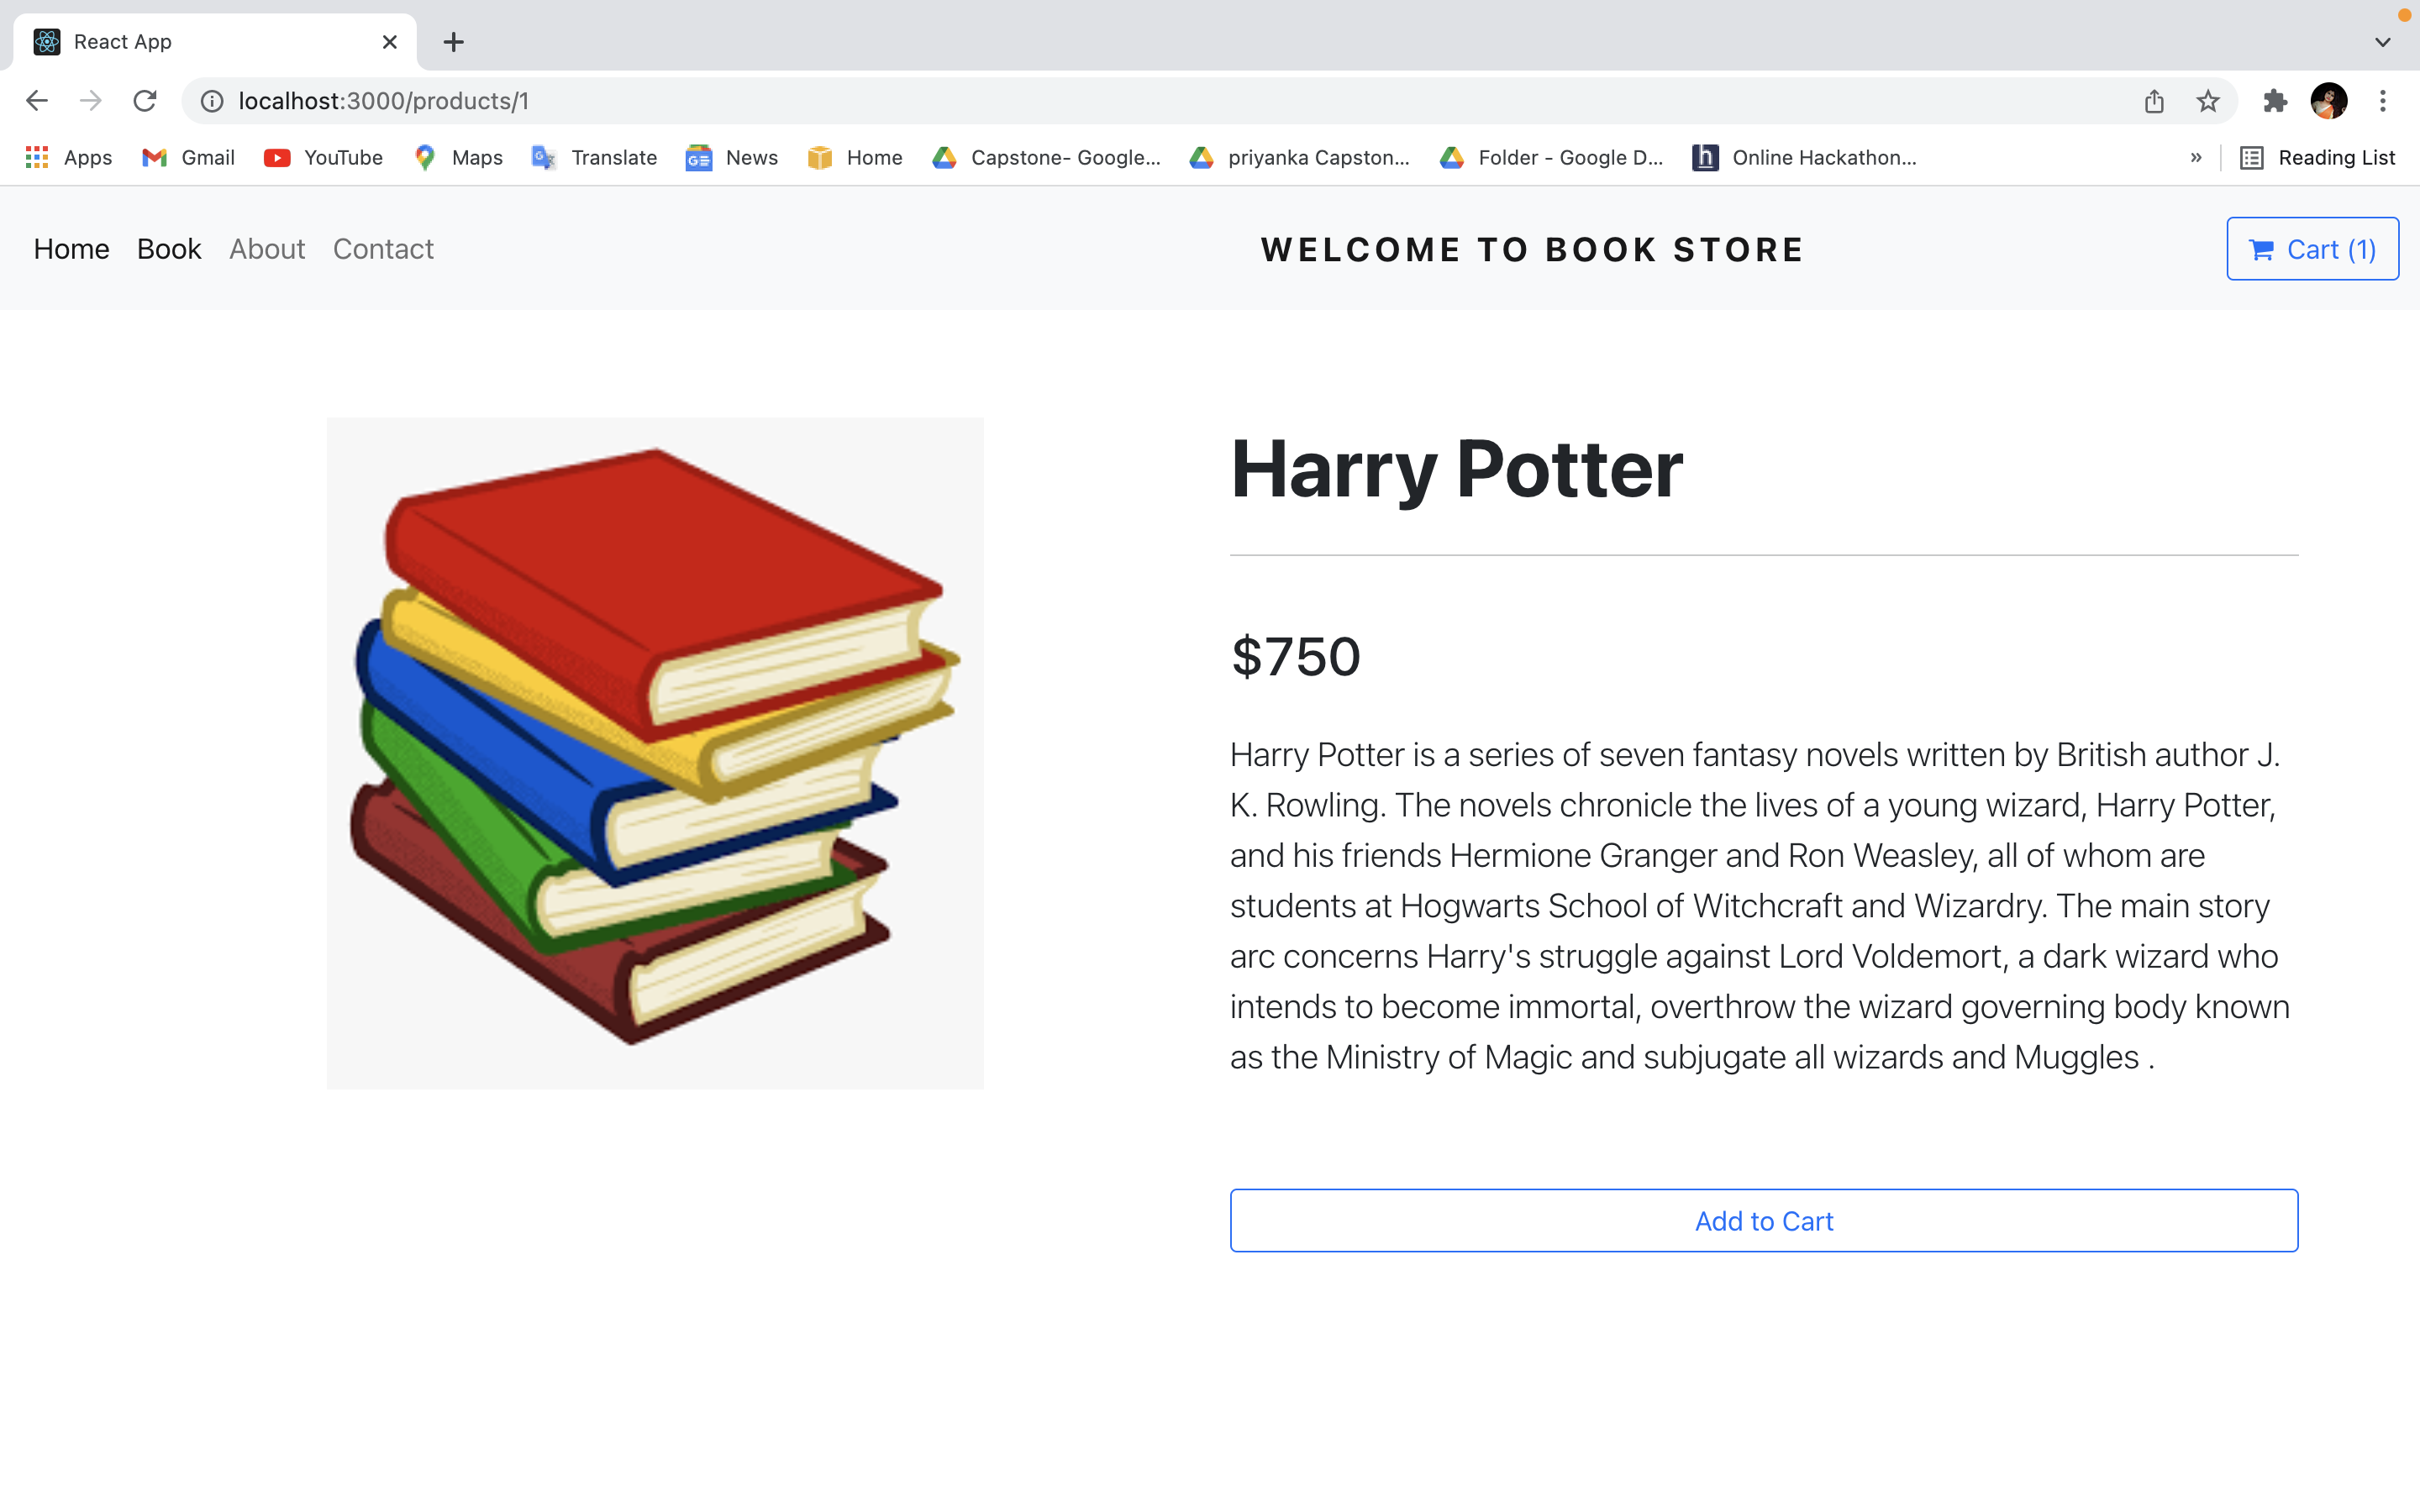 React App
localhost:3000/products/1
Apps Gmail YouTube Maps Translate News Home Capstone- Google... priyanka Capston... Folder - Google D... Online Hackathon... » Reading List
Home Book About Contact WELCOME TO BOOK STORE Cart (1)
Harry Potter
$750
Harry Potter is a series of seven fantasy novels written by British author J.
K. Rowling. The novels chronicle the lives of a young wizard, Harry Potter,
and his friends Hermione Granger and Ron Weasley, all of whom are
students at Hogwarts School of Witchcraft and Wizardry. The main story
arc concerns Harry's struggle against Lord Voldemort, a dark wizard who
intends to become immortal, overthrow the wizard governing body known
as the Ministry of Magic and subjugate all wizards and Muggles .
Add to Cart